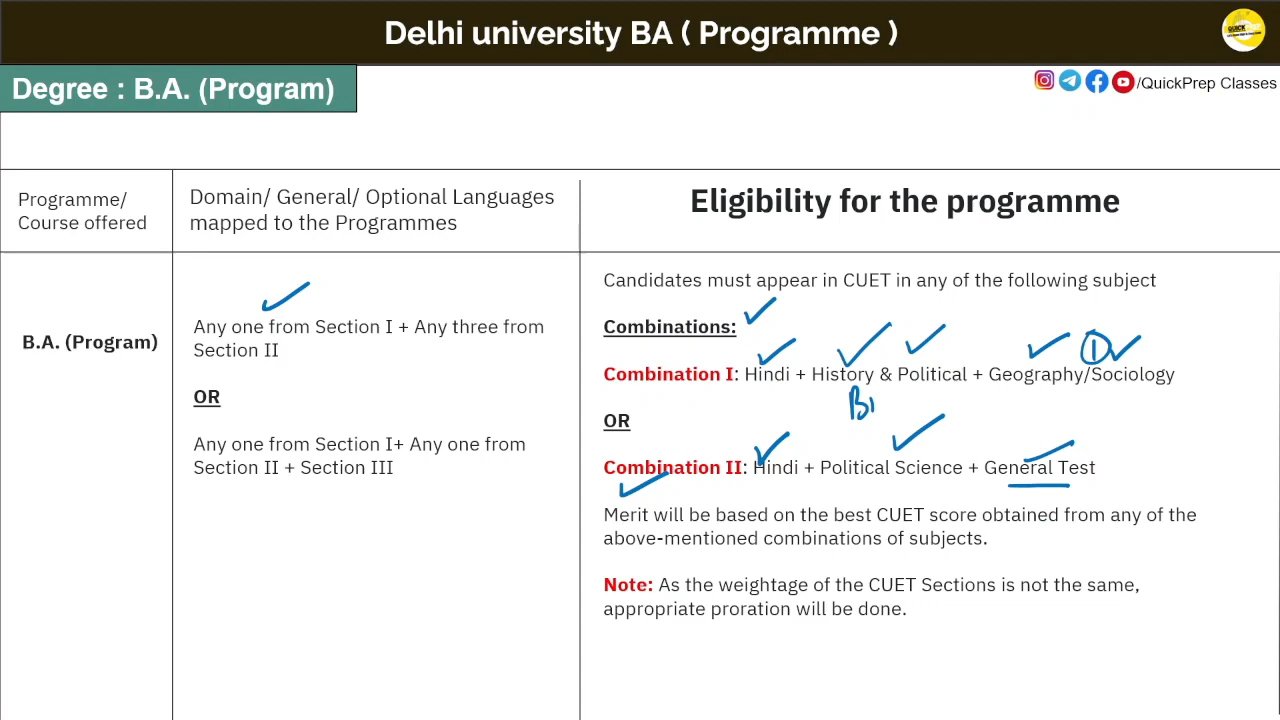 Delhi university BA ( Programme )
Degree : B.A. (Program)
/QuickPrep Classes
Programme/
Course offered
Domain/ General/ Optional Languages
mapped to the Programmes
Eligibility for the programme
B.A. (Program)
Any one from Section I + Any three from
Section II
OR
Any one from Section I+ Any one from
Section II + Section III
Candidates must appear in CUET in any of the following subject
Combinations:
1
Combination I: Hindi + History & Political + Geography/Sociology
OR
Combination II: Hindi + Political Science + General Test
Merit will be based on the best CUET score obtained from any of the
above-mentioned combinations of subjects.
Note: As the weightage of the CUET Sections is not the same,
appropriate proration will be done.